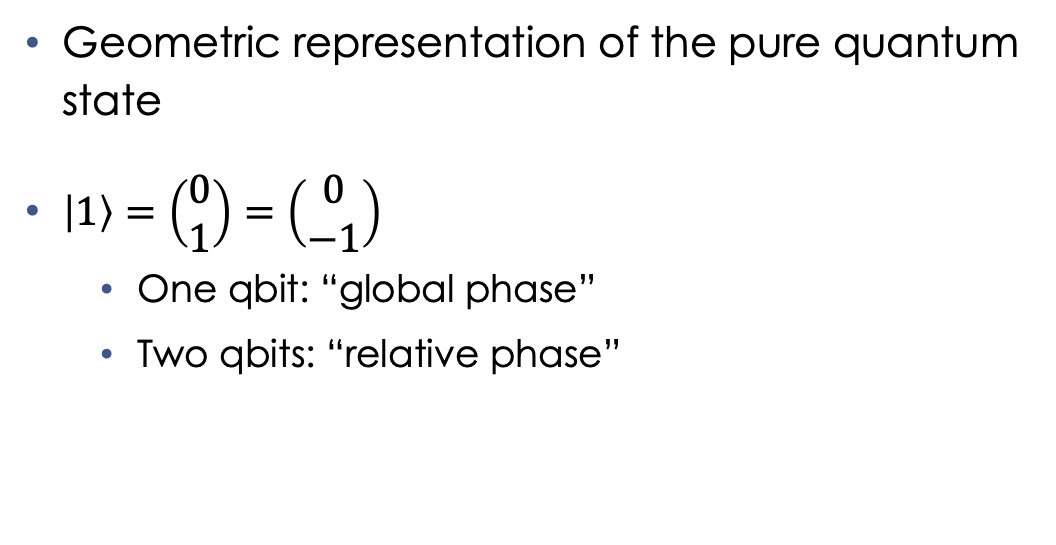 • Geometric representation of the pure quantum
state
• |1⟩ = (0 1) = (0 −1)
• One qbit: “global phase”
• Two qbits: “relative phase”